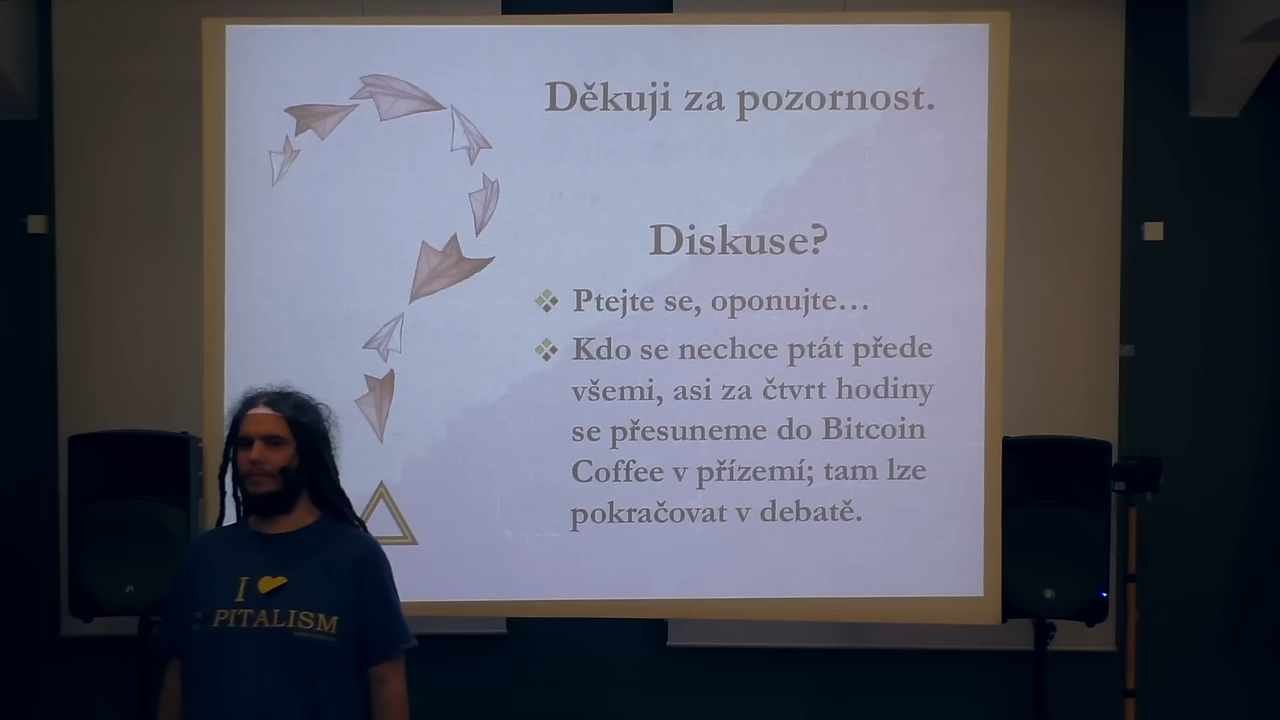 Děkuji za pozornost.
Diskuse?
Ptejte se, oponujte…
Kdo se nechce ptát přede
všemi, asi za čtvrt hodiny
se přesuneme do Bitcoin
Coffee v přízemí; tam lze
pokračovat v debatě.
I
PITALISM